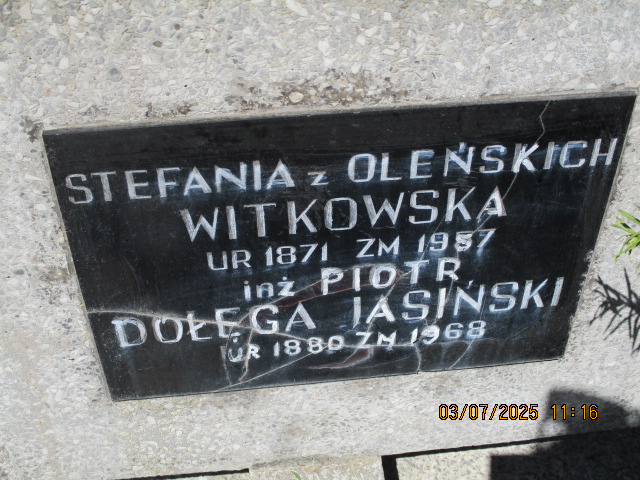 STEFANIA z OLEŃSKICH
WITKOWSKA
UR 1871 ZM 1957
inż PIOTR
DOŁĘGA JASIŃSKI
UR 1880 ZM 1968
03/07/2025 11:16